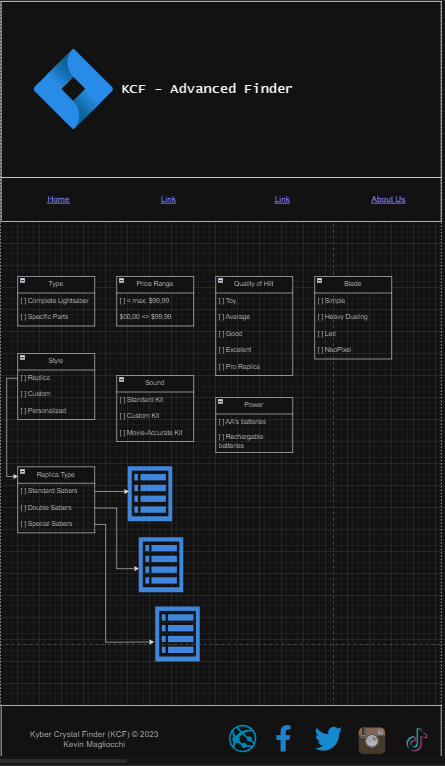 KCF - Advanced Finder
Home
Link
Link
About Us
Type
[ ] Complete Lightsaber
[ ] Specific Parts
Price Range
[ ] < max: $99,99
$00,00 <> $99,99
Quality of Hilt
[ ] Toy
[ ] Avarage
[ ] Good
[ ] Excelent
[ ] Pro Replica
Blade
[ ] Simple
[ ] Heavy Dueling
[ ] Led
[ ] NeoPixel
Style
[ ] Replica
[ ] Custom
[ ] Personalized
Sound
[ ] Standard Kit
[ ] Custom Kit
[ ] Movie-Accurate Kit
Power
[ ] AA's batteries
[ ] Rechargable
batteries
Replica Type
[ ] Standard Sabers
[ ] Double Sabers
[ ] Special Sabers
Kyber Crystal Finder (KCF) © 2023
Kevin Magliocchi